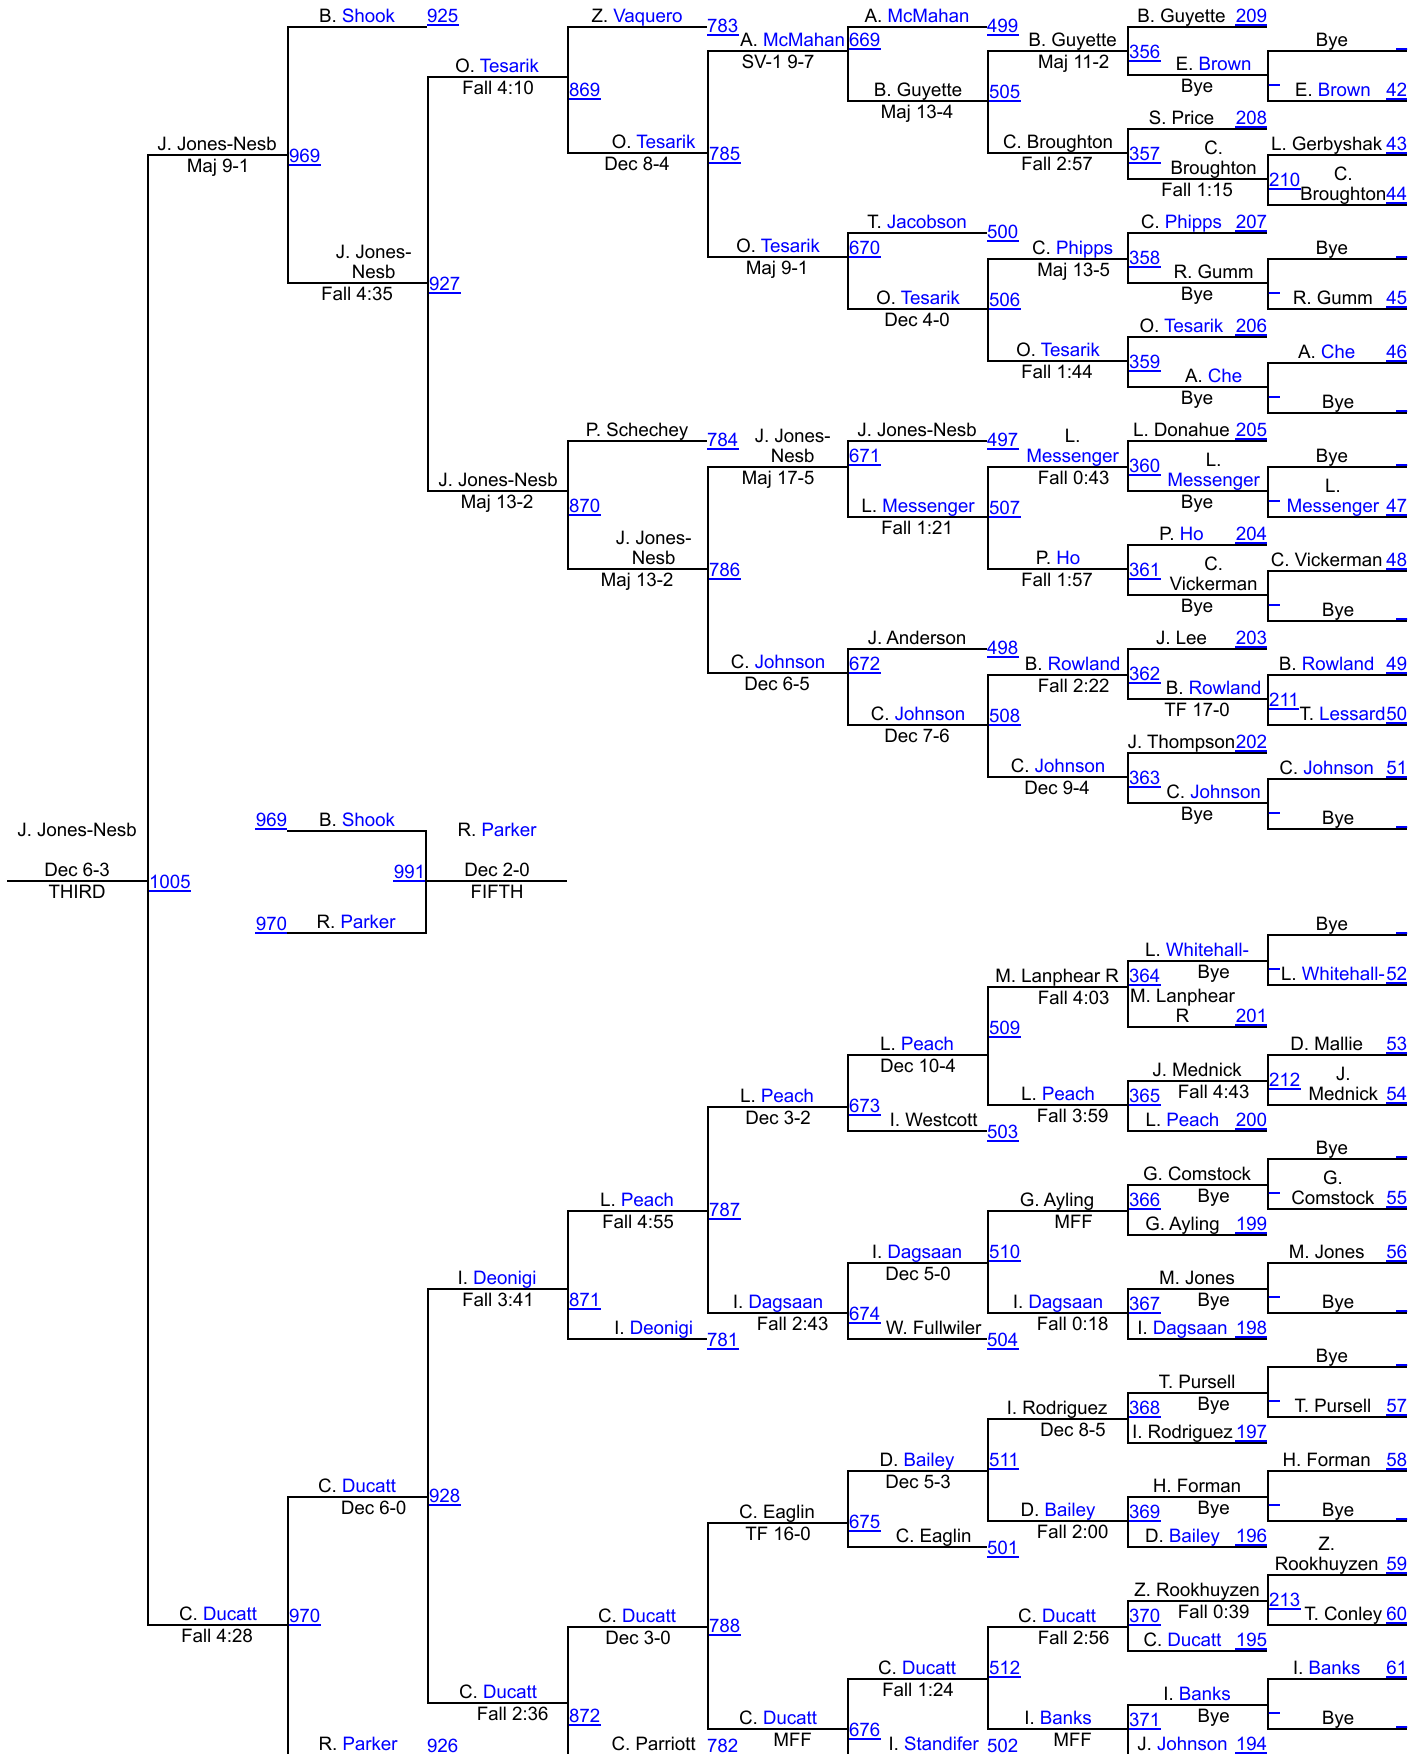 B. Shook 925
Z. Vaquero 783
A. McMahan 499
B. Guyette 209
Bye
A. McMahan 669
SV-1 9-7
B. Guyette 356
Maj 11-2
E. Brown
Bye
E. Brown 42
O. Tesarik
Fall 4:10
869
B. Guyette 505
Maj 13-4
S. Price 208
O. Tesarik 785
Dec 8-4
C. Broughton 357
Fall 2:57
C.
Broughton
Fall 1:15
L. Gerbyshak 43
210
C.
Broughton 44
J. Jones-Nesb 969
Maj 9-1
T. Jacobson 500
C. Phipps 207
Bye
O. Tesarik 670
Maj 9-1
C. Phipps 358
Maj 13-5
R. Gumm
Bye
R. Gumm 45
J. Jones-
Nesb 927
Fall 4:35
O. Tesarik 506
Dec 4-0
O. Tesarik 206
O. Tesarik 359
Fall 1:44
A. Che
Bye
A. Che 46
Bye
P. Schechey 784
J. Jones-
Nesb 671
Maj 17-5
J. Jones-Nesb 497
L.
Messenger 360
Fall 0:43
L. Donahue 205
L.
Messenger
Bye
Bye
L.
Messenger 47
J. Jones-Nesb
Maj 13-2
870
L. Messenger 507
Fall 1:21
P. Ho 204
J. Jones-
Nesb 786
Maj 13-2
P. Ho 361
Fall 1:57
C.
Vickerman
Bye
C. Vickerman 48
Bye
J. Anderson 498
J. Lee 203
C. Johnson 672
Dec 6-5
B. Rowland 362
Fall 2:22
B. Rowland
TF 17-0
B. Rowland 49
211
T. Lessard 50
C. Johnson 508
Dec 7-6
J. Thompson 202
C. Johnson 363
Dec 9-4
C. Johnson
Bye
C. Johnson 51
Bye
J. Jones-Nesb
Dec 6-3
THIRD
1005
969 B. Shook
991
970 R. Parker
R. Parker
Dec 2-0
FIFTH
Bye
L. Whitehall-
Bye
L. Whitehall- 52
M. Lanphear R 364
Fall 4:03
M. Lanphear
R 201
509
L. Peach
Dec 10-4
D. Mallie 53
J. Mednick 212
Fall 4:43
J.
Mednick 54
L. Peach 673
Dec 3-2
L. Peach 365
Fall 3:59
L. Peach 200
I. Westcott 503
Bye
G. Comstock
Bye
G.
Comstock 55
L. Peach 787
Fall 4:55
G. Ayling 366
MFF
G. Ayling 199
I. Dagsaan 510
Dec 5-0
M. Jones 56
M. Jones
Bye
Bye
I. Deonigi
Fall 3:41
871
I. Dagsaan 674
Fall 2:43
I. Dagsaan 367
Fall 0:18
I. Dagsaan 198
I. Deonigi 781
W. Fullwiler 504
Bye
T. Pursell
Bye
T. Pursell 57
I. Rodriguez 368
Dec 8-5
I. Rodriguez 197
D. Bailey 511
Dec 5-3
H. Forman 58
H. Forman
Bye
Bye
C. Ducatt 928
Dec 6-0
C. Eaglin 675
TF 16-0
D. Bailey 369
Fall 2:00
D. Bailey 196
C. Eaglin 501
Z.
Rookhuyzen 59
Z. Rookhuyzen 213
Fall 0:39
T. Conley 60
C. Ducatt 970
Fall 4:28
C. Ducatt 788
Dec 3-0
C. Ducatt 370
Fall 2:56
C. Ducatt 195
C. Ducatt 512
Fall 1:24
I. Banks 61
I. Banks
Bye
Bye
C. Ducatt
Fall 2:36
872
C. Ducatt 676
MFF
I. Banks 371
MFF
R. Parker 926
C. Parriott 782
I. Standifer 502
J. Johnson 194